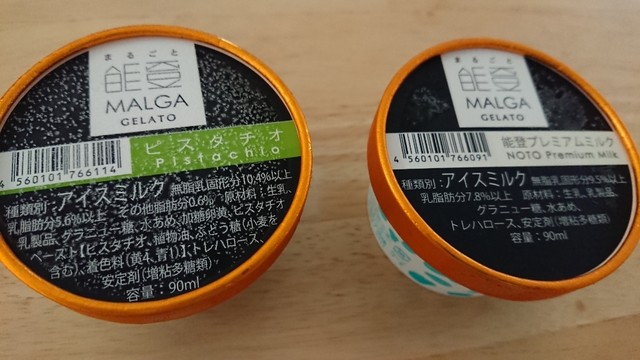 まるごと
能登
MALGA
GELATO
ピスタチオ
Pistachio
4 560101 766114
種類別:アイスミルク 無脂乳固形分10.4%以上
乳脂肪分5.6%以上 その他脂肪分0.6% 原材料:生乳、
乳製品、グラニュー糖、水あめ、加糖卵黄、ピスタチオ
ペースト【ピスタチオ、植物油、ぶどう糖(小麦を
含む)、着色料(黄4、青1)】、トレハロース、
安定剤(増粘多糖類)
容量:90ml
まるごと
能登
MALGA
GELATO
能登プレミアムミルク
NOTO Premium Milk
4 560101 766091
種類別:アイスミルク 無脂乳固形分9.5%以上
乳脂肪分7.8%以上 原材料:生乳、乳製品、
グラニュー糖、水あめ、
トレハロース、安定剤(増粘多糖類)
容量:90ml